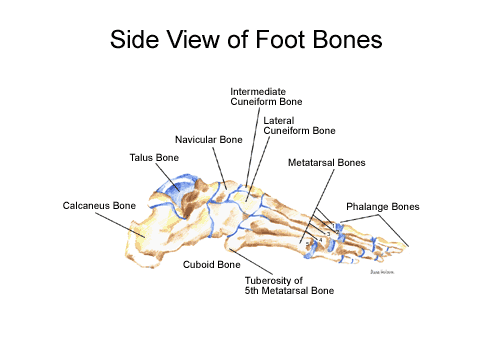 Side View of Foot Bones
Intermediate
Cuneiform Bone
Lateral
Cuneiform Bone
Navicular Bone
Talus Bone
Metatarsal Bones
Calcaneus Bone
Phalange Bones
Cuboid Bone
Tuberosity of
5th Metatarsal Bone